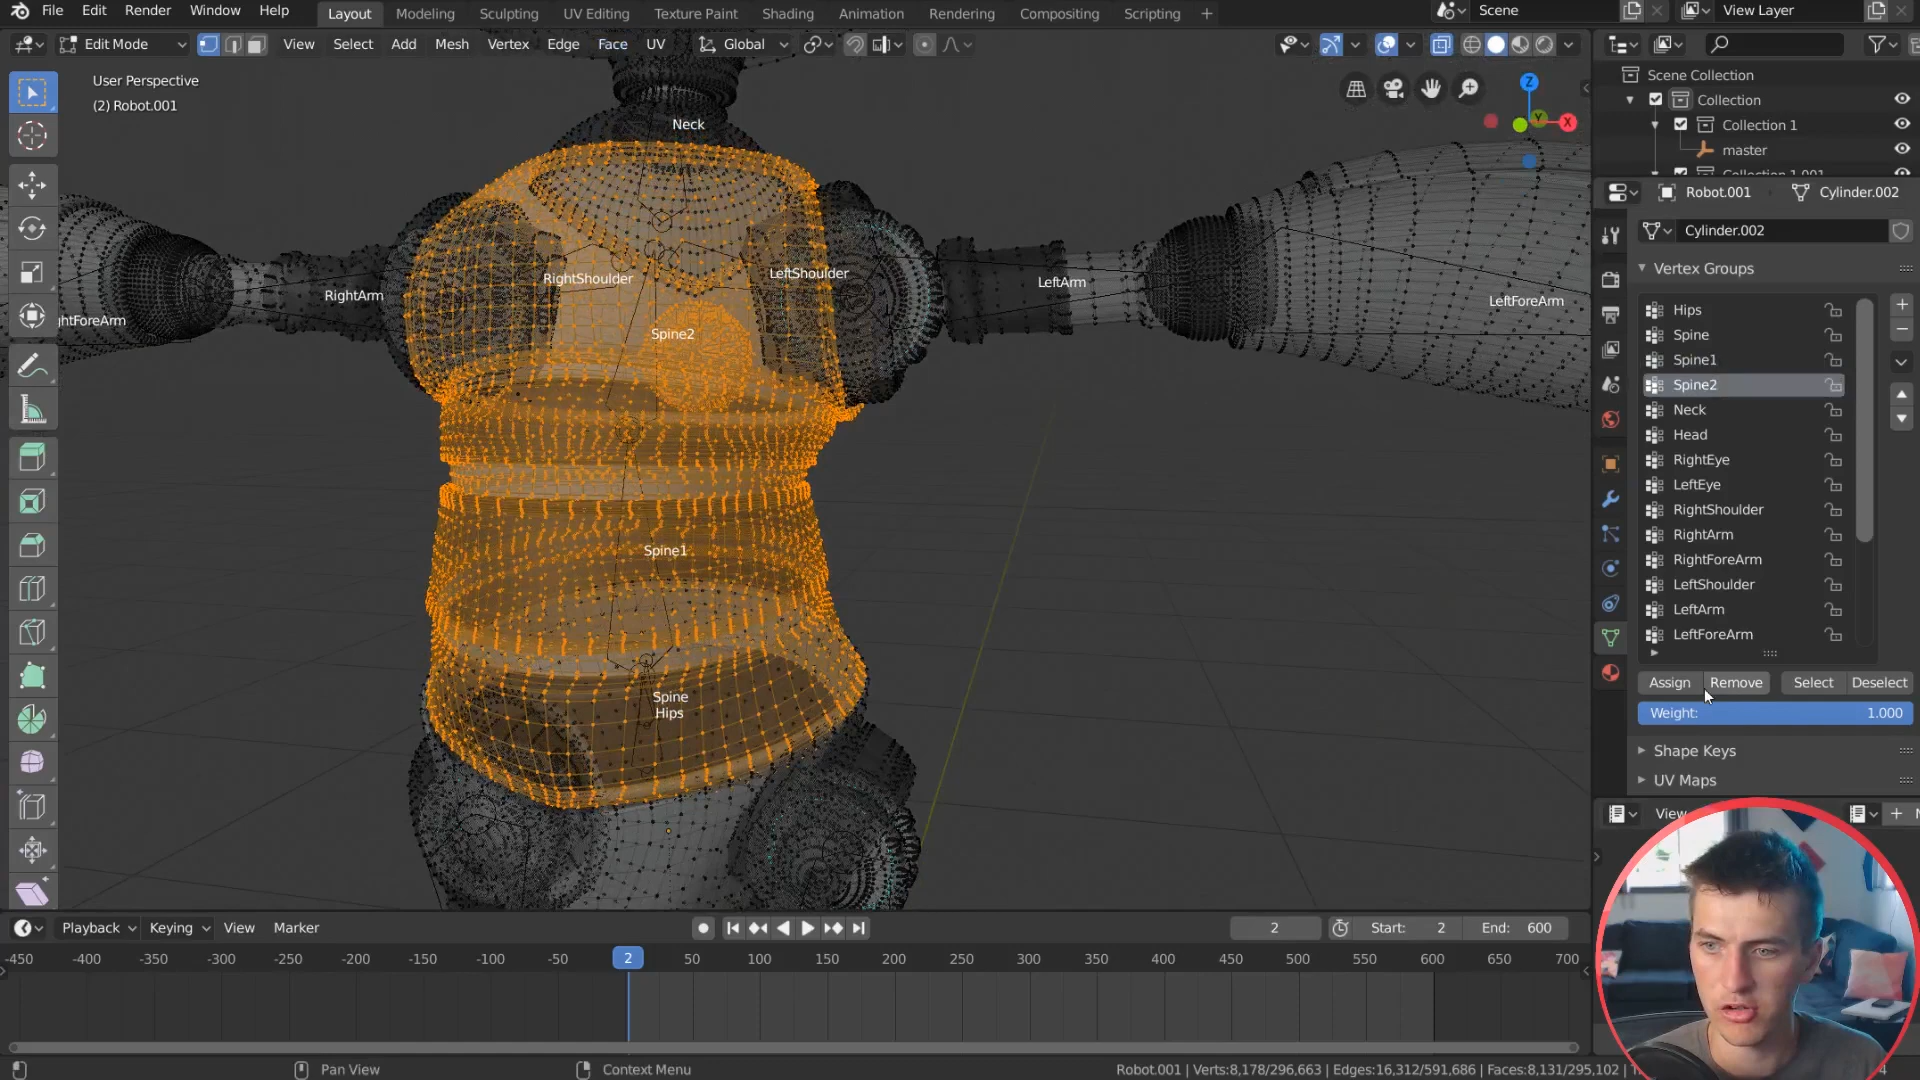 File Edit Render Window Help Layout Modeling Sculpting UV Editing Texture Paint Shading Animation Rendering Compositing Scripting + Scene View Layer
Edit Mode View Select Add Mesh Vertex Edge Face UV Global
User Perspective
(2) Robot.001
Neck
RightShoulder
LeftShoulder
RightArm
LeftArm
LeftForeArm
ghtForeArm
Spine2
Spine1
Spine
Hips
Z
Y
X
Scene Collection
Collection
Collection 1
master
Collection 1.001
Robot.001 Cylinder.002
Cylinder.002
Vertex Groups
Hips
Spine
Spine1
Spine2
Neck
Head
RightEye
LeftEye
RightShoulder
RightArm
RightForeArm
LeftShoulder
LeftArm
LeftForeArm
Assign Remove Select Deselect
Weight: 1.000
Shape Keys
UV Maps
View
Playback Keying View Marker 2 Start: 2 End: 600
-450 -400 -350 -300 -250 -200 -150 -100 -50 2 50 100 150 200 250 300 350 400 450 500 550 600 650 700
Pan View Context Menu Robot.001 | Verts:8,178/296,663 | Edges:16,312/591,686 | Faces:8,131/295,102 |